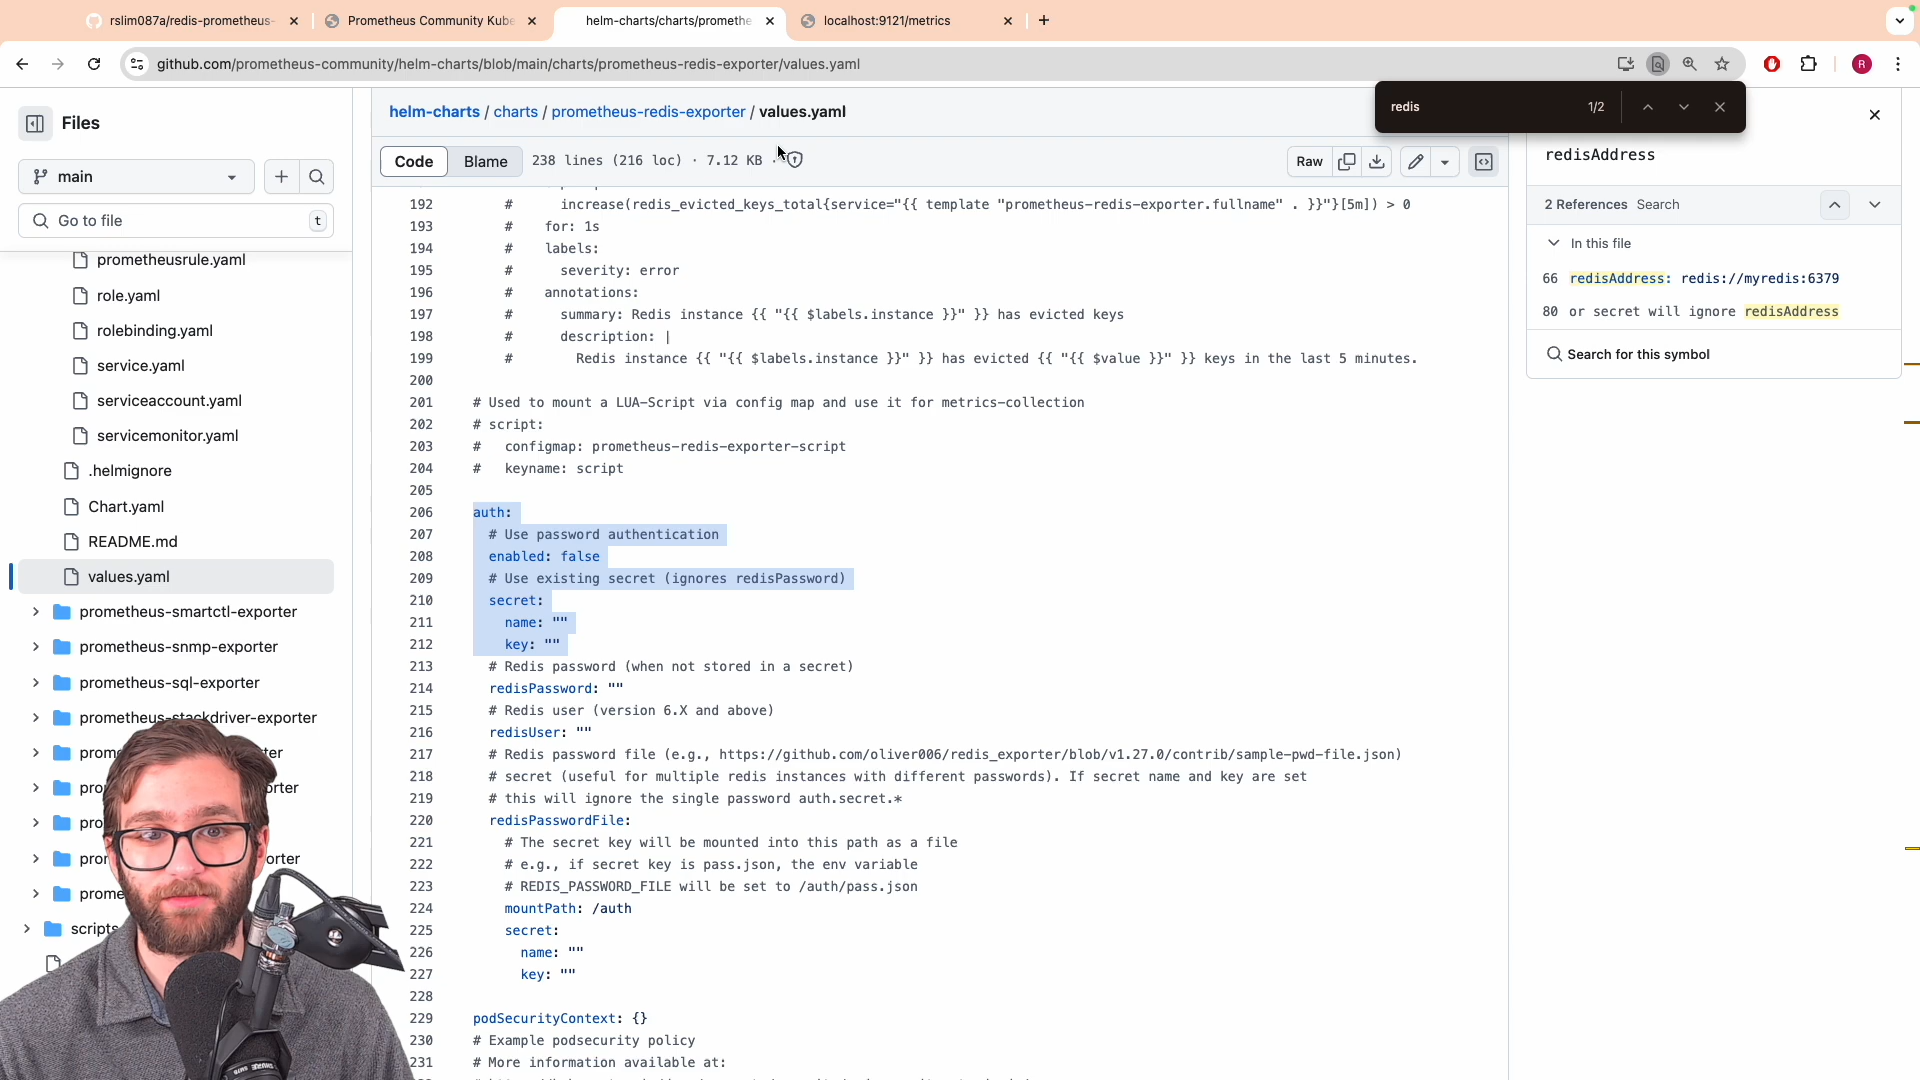 rslim087a/redis-prometheus-
Prometheus Community Kube
helm-charts/charts/promethe
localhost:9121/metrics
github.com/prometheus-community/helm-charts/blob/main/charts/prometheus-redis-exporter/values.yaml
R
redis
1/2
Files
main
Go to file
t
prometheusrule.yaml
role.yaml
rolebinding.yaml
service.yaml
serviceaccount.yaml
servicemonitor.yaml
.helmignore
Chart.yaml
README.md
values.yaml
prometheus-smartctl-exporter
prometheus-snmp-exporter
prometheus-sql-exporter
prometheus-stackdriver-exporter
scripts
helm-charts / charts / prometheus-redis-exporter / values.yaml
Code
Blame
238 lines (216 loc) · 7.12 KB ·
Raw
192 # increase(redis_evicted_keys_total{service="{{ template "prometheus-redis-exporter.fullname" . }}"}[5m]) > 0
193 # for: 1s
194 # labels:
195 # severity: error
196 # annotations:
197 # summary: Redis instance {{ "{{ $labels.instance }}" }} has evicted keys
198 # description: |
199 # Redis instance {{ "{{ $labels.instance }}" }} has evicted {{ "{{ $value }}" }} keys in the last 5 minutes.
200
201 # Used to mount a LUA-Script via config map and use it for metrics-collection
202 # script:
203 # configmap: prometheus-redis-exporter-script
204 # keyname: script
205
206 auth:
207 # Use password authentication
208 enabled: false
209 # Use existing secret (ignores redisPassword)
210 secret:
211 name: ""
212 key: ""
213 # Redis password (when not stored in a secret)
214 redisPassword: ""
215 # Redis user (version 6.X and above)
216 redisUser: ""
217 # Redis password file (e.g., https://github.com/oliver006/redis_exporter/blob/v1.27.0/contrib/sample-pwd-file.json)
218 # secret (useful for multiple redis instances with different passwords). If secret name and key are set
219 # this will ignore the single password auth.secret.*
220 redisPasswordFile:
221 # The secret key will be mounted into this path as a file
222 # e.g., if secret key is pass.json, the env variable
223 # REDIS_PASSWORD_FILE will be set to /auth/pass.json
224 mountPath: /auth
225 secret:
226 name: ""
227 key: ""
228
229 podSecurityContext: {}
230 # Example podsecurity policy
231 # More information available at:
redisAddress
2 References Search
In this file
66 redisAddress: redis://myredis:6379
80 or secret will ignore redisAddress
Search for this symbol